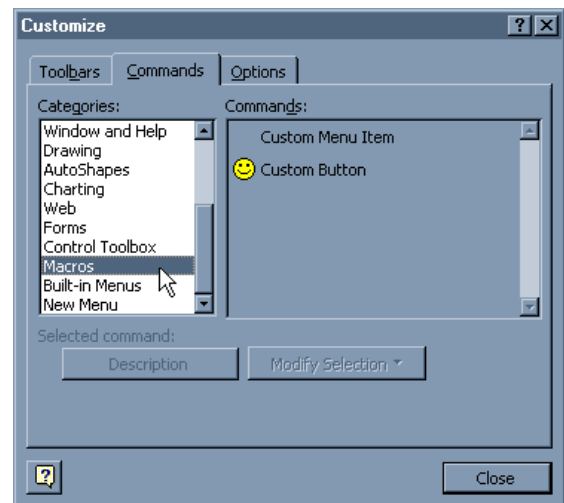 Customize
Toolbars Commands Options
Categories: Commands:
Window and Help
Drawing
AutoShapes
Charting
Web
Forms
Control Toolbox
Macros
Built-in Menus
New Menu
Custom Menu Item
Custom Button
Selected command:
Description Modify Selection
Close